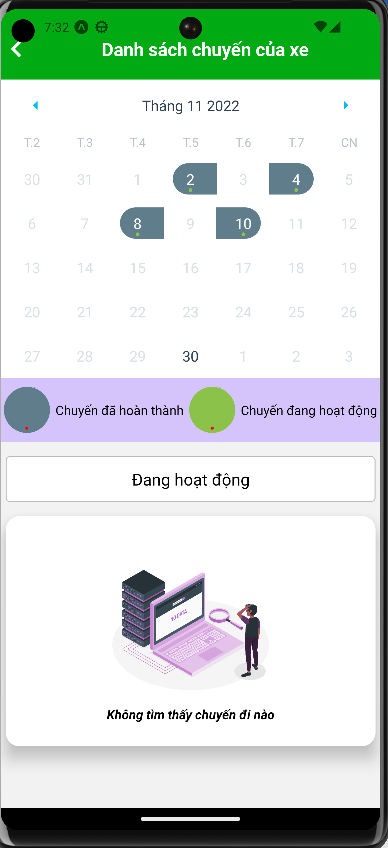 7:32
Danh sách chuyến của xe
Tháng 11 2022
T.2 T.3 T.4 T.5 T.6 T.7 CN
30 31 1 2 3 4 5
6 7 8 9 10 11 12
13 14 15 16 17 18 19
20 21 22 23 24 25 26
27 28 29 30 1 2 3
Chuyến đã hoàn thành Chuyến đang hoạt động
Đang hoạt động
Không tìm thấy chuyến đi nào